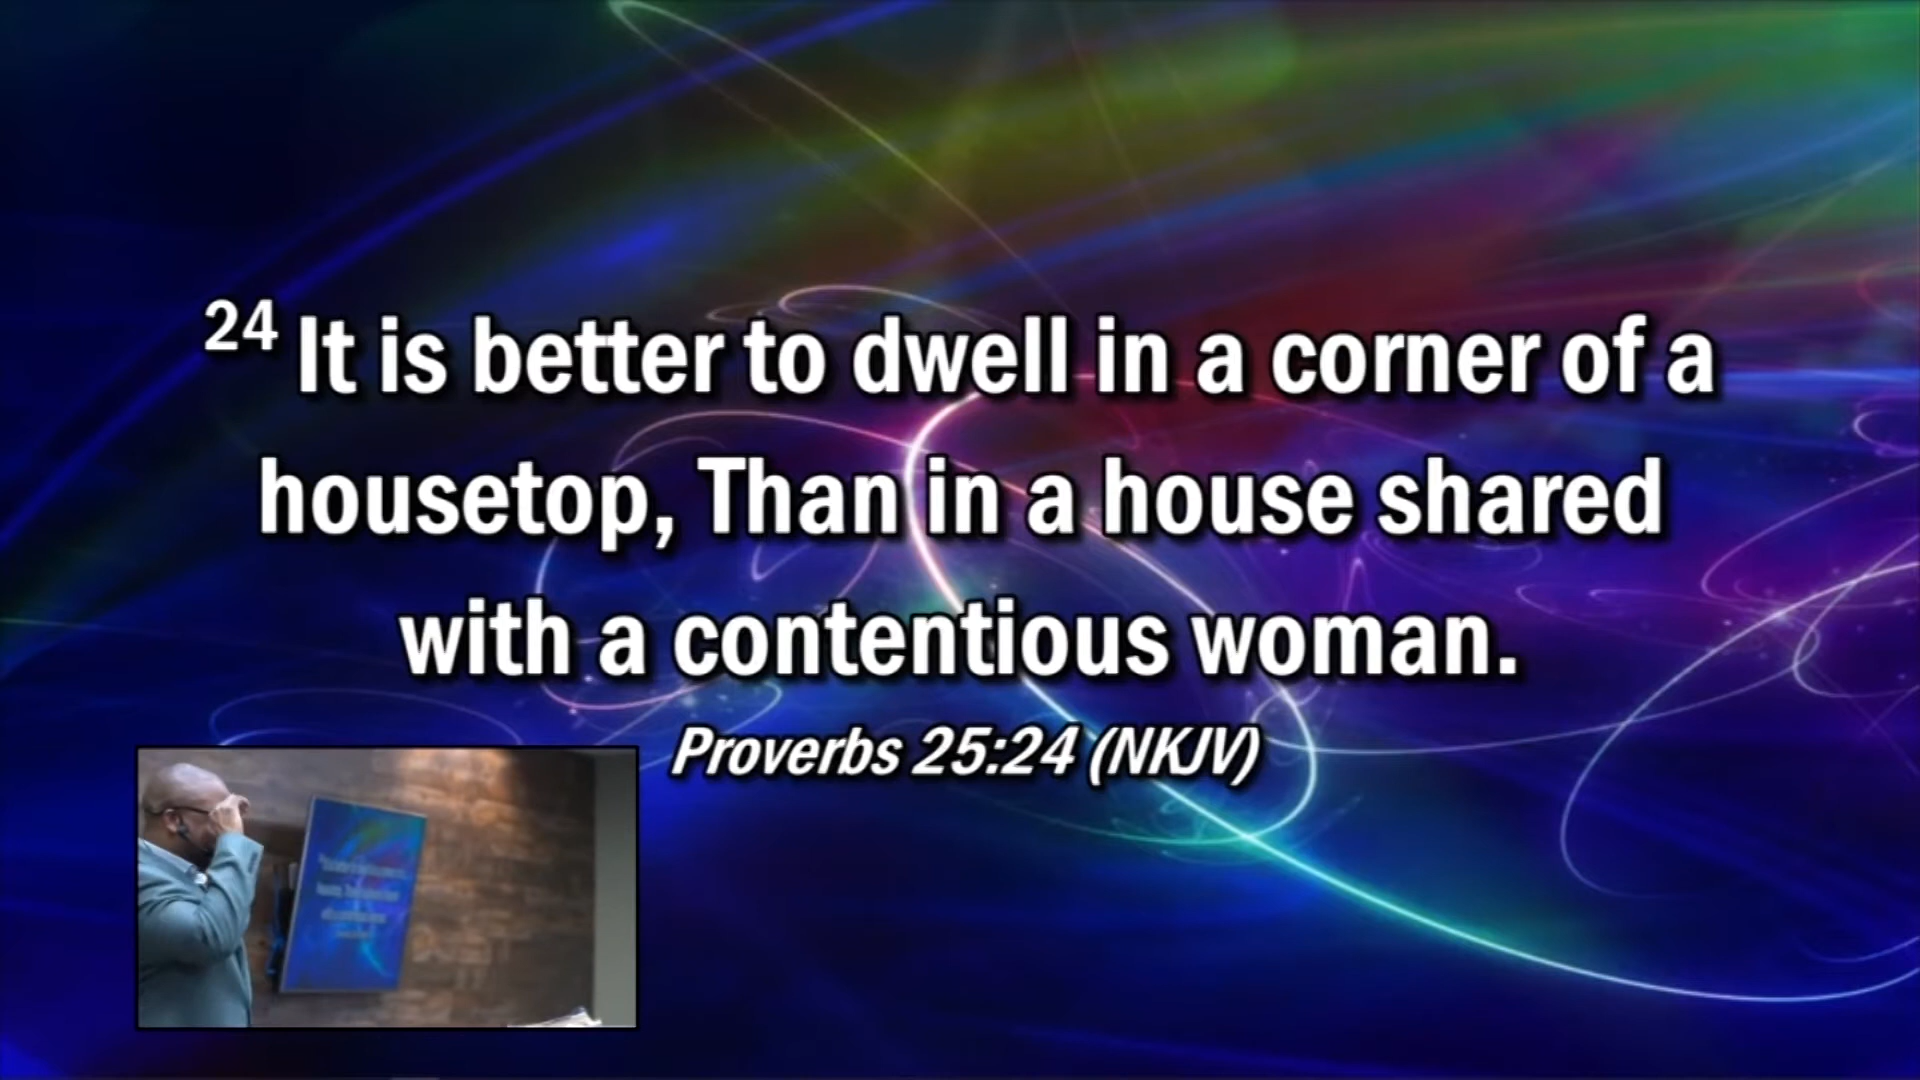 24 It is better to dwell in a corner of a
housetop, Than in a house shared
with a contentious woman.
Proverbs 25:24 (NKJV)